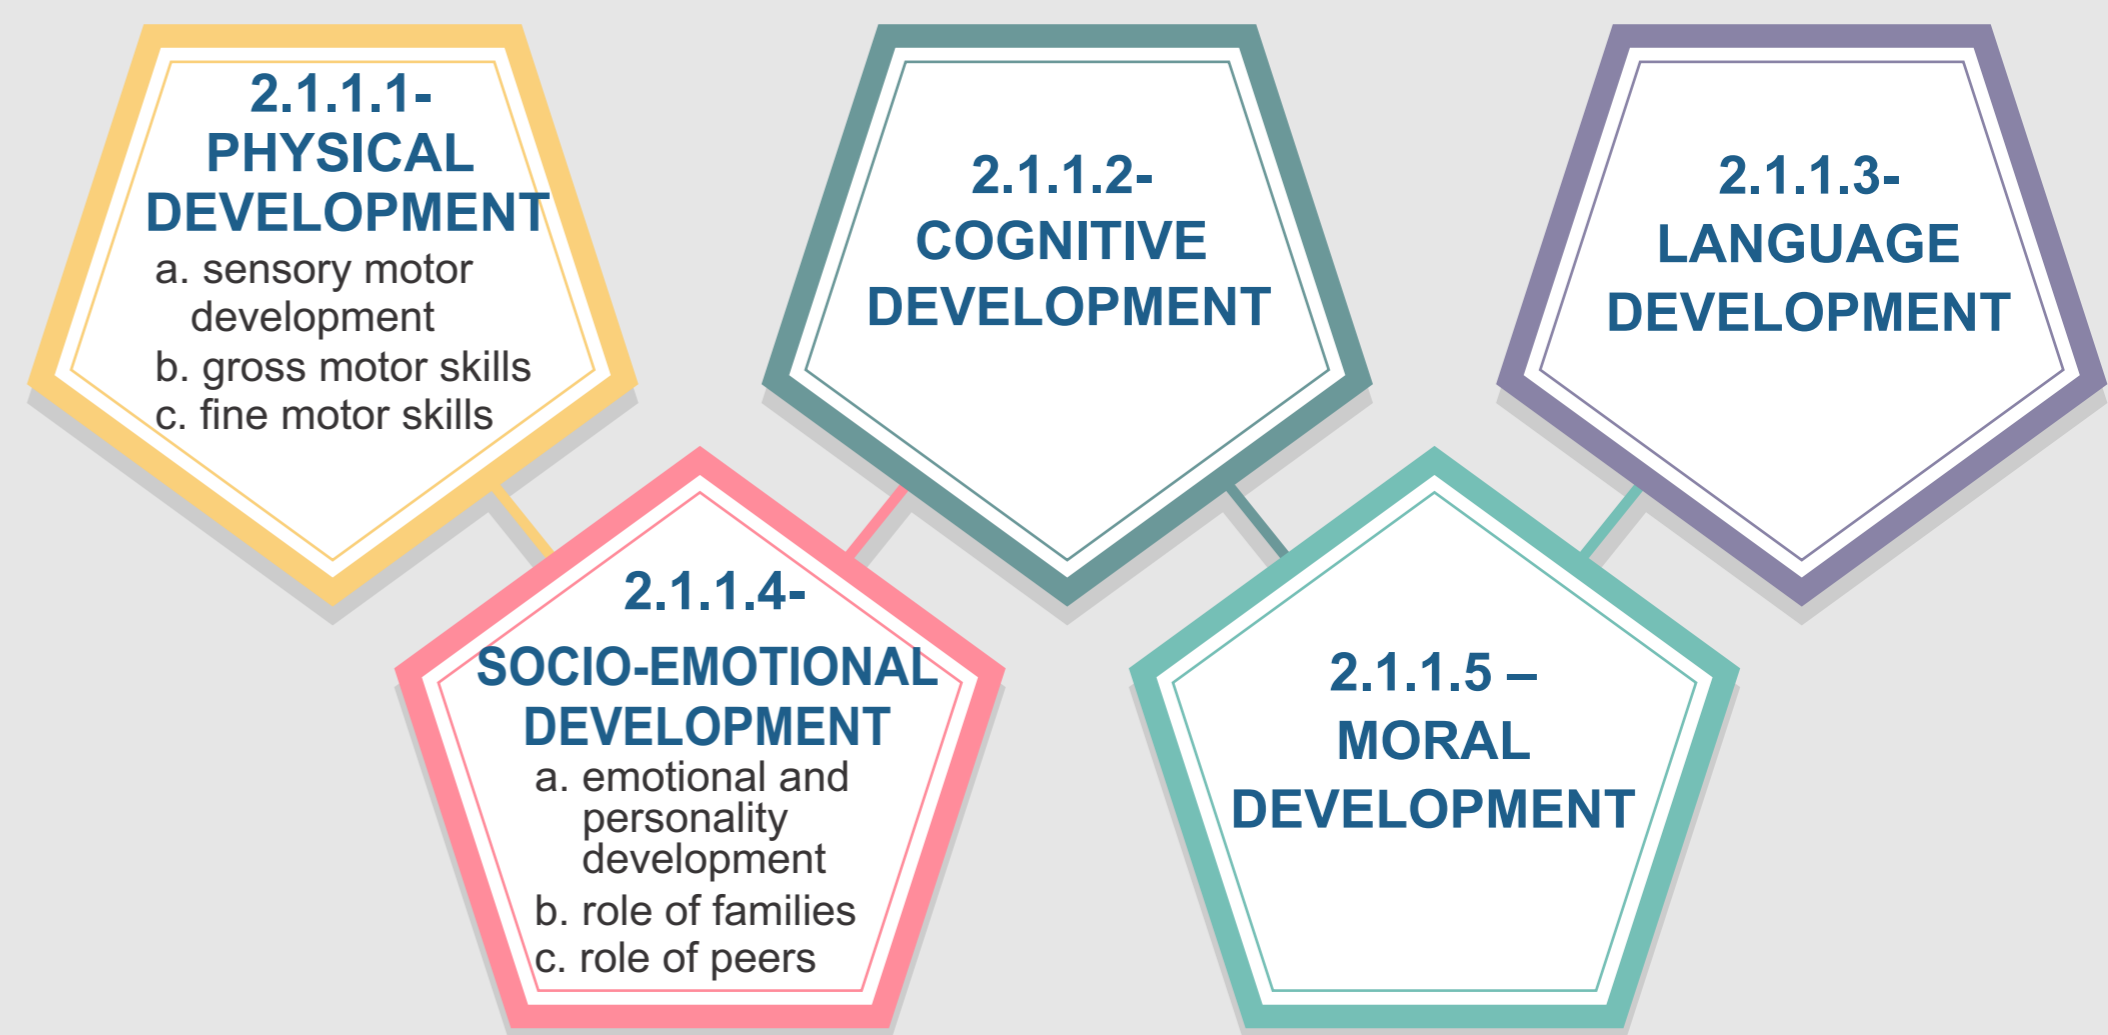 2.1.1.1-
PHYSICAL
DEVELOPMENT
a. sensory motor
development
b. gross motor skills
c. fine motor skills
2.1.1.2-
COGNITIVE
DEVELOPMENT
2.1.1.3-
LANGUAGE
DEVELOPMENT
2.1.1.4-
SOCIO-EMOTIONAL
DEVELOPMENT
a. emotional and
personality
development
b. role of families
c. role of peers
2.1.1.5 –
MORAL
DEVELOPMENT